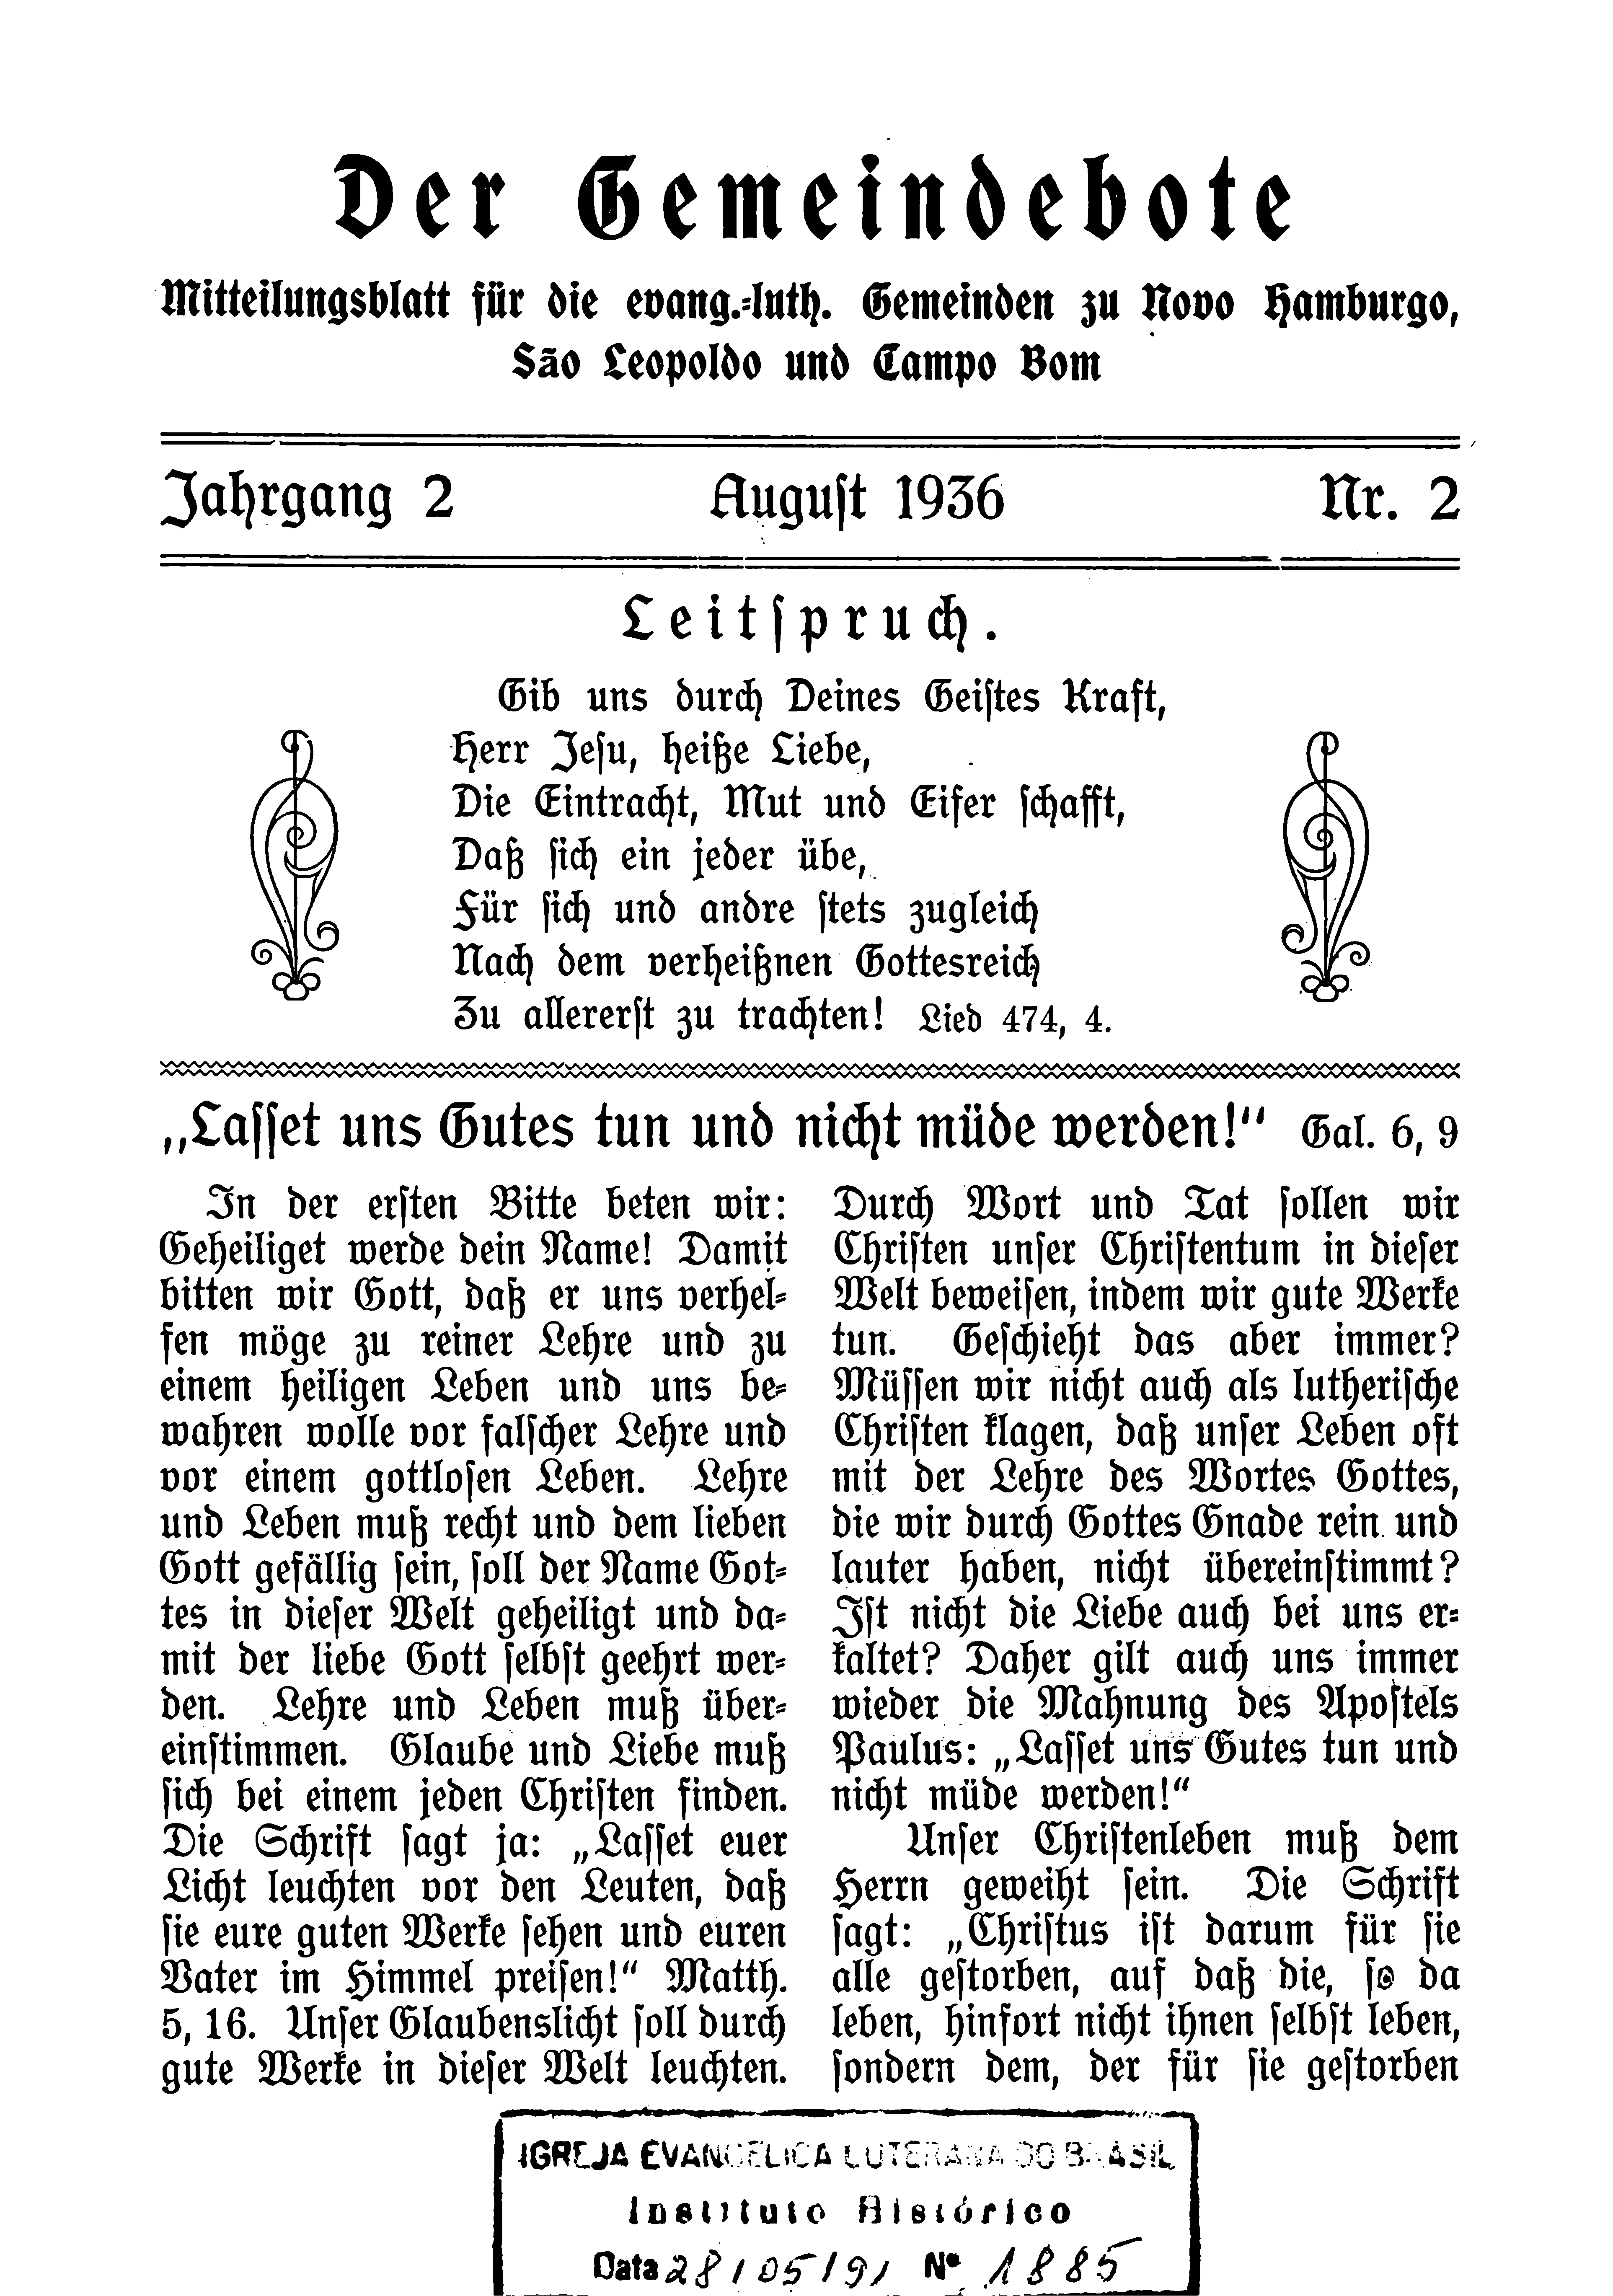 Der Gemeindebote
Mitteilungsblatt für die evang.-luth. Gemeinden zu Novo Hamburgo,
São Leopoldo und Campo Bom
Jahrgang 2 August 1936 Nr. 2
Leitspruch.
Gib uns durch Deines Geistes Kraft,
Herr Jesu, heiße Liebe,
Die Eintracht, Mut und Eifer schafft,
Daß sich ein jeder übe,
Für sich und andre stets zugleich
Nach dem verheißnen Gottesreich
Zu allererst zu trachten! Lied 474, 4.
„Lasset uns Gutes tun und nicht müde werden!“ Gal. 6, 9
In der ersten Bitte beten wir:
Geheiliget werde dein Name! Damit
bitten wir Gott, daß er uns verhel-
fen möge zu reiner Lehre und zu
einem heiligen Leben und uns be-
wahren wolle vor falscher Lehre und
vor einem gottlosen Leben. Lehre
und Leben muß recht und dem lieben
Gott gefällig sein, soll der Name Got-
tes in dieser Welt geheiligt und da-
mit der liebe Gott selbst geehrt wer-
den. Lehre und Leben muß über-
einstimmen. Glaube und Liebe muß
sich bei einem jeden Christen finden.
Die Schrift sagt ja: „Lasset euer
Licht leuchten vor den Leuten, daß
sie eure guten Werke sehen und euren
Vater im Himmel preisen!“ Matth.
5, 16. Unser Glaubenslicht soll durch
gute Werke in dieser Welt leuchten.
Durch Wort und Tat sollen wir
Christen unser Christentum in dieser
Welt beweisen, indem wir gute Werke
tun. Geschieht das aber immer?
Müssen wir nicht auch als lutherische
Christen klagen, daß unser Leben oft
mit der Lehre des Wortes Gottes,
die wir durch Gottes Gnade rein und
lauter haben, nicht übereinstimmt?
Ist nicht die Liebe auch bei uns er-
kaltet? Daher gilt auch uns immer
wieder die Mahnung des Apostels
Paulus: „Lasset uns Gutes tun und
nicht müde werden!“
Unser Christenleben muß dem
Herrn geweiht sein. Die Schrift
sagt: „Christus ist darum für sie
alle gestorben, auf daß die, so da
leben, hinfort nicht ihnen selbst leben,
sondern dem, der für sie gestorben
IGREJA EVANGÉLICA LUTERANA DO BRASIL
Instituto Histórico
Data 28/05/91 Nº 1885